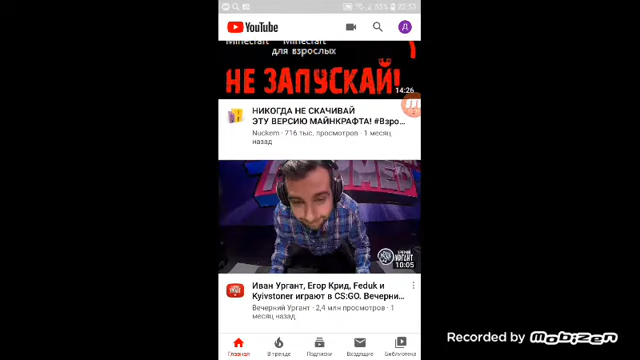 22:53
YouTube
Д
Minecraft Minecraft
для взрослых
НЕ ЗАПУСКАЙ!
14:26
НИКОГДА НЕ СКАЧИВАЙ
ЭТУ ВЕРСИЮ МАЙНКРАФТА! #Взро...
Nuckem · 716 тыс. просмотров · 1 месяц
назад
ВЕЧЕРНИЙ
УРГАНТ
10:05
Иван Ургант, Егор Крид, Feduk и
Kyivstoner играют в CS:GO. Вечерни...
Вечерний Ургант · 2,4 млн просмотров · 1
месяц назад
Главная В тренде Подписки Входящие Библиотека
Recorded by Mobizen